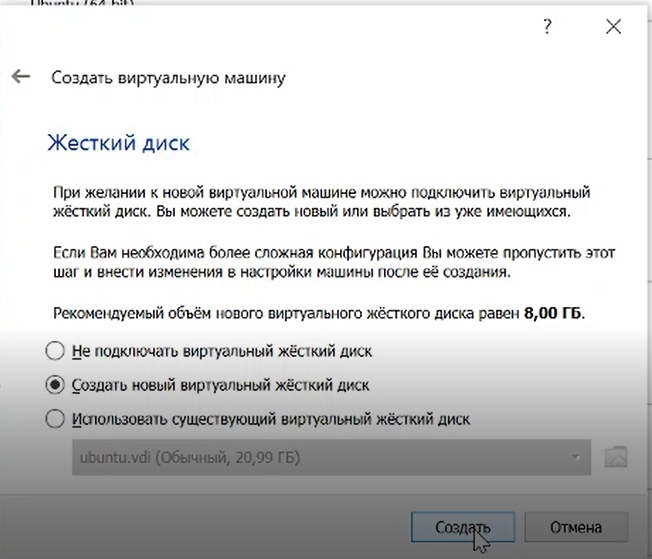 Ubuntu (64-bit)
?
Создать виртуальную машину
Жесткий диск
При желании к новой виртуальной машине можно подключить виртуальный
жёсткий диск. Вы можете создать новый или выбрать из уже имеющихся.
Если Вам необходима более сложная конфигурация Вы можете пропустить этот
шаг и внести изменения в настройки машины после её создания.
Рекомендуемый объём нового виртуального жёсткого диска равен 8,00 ГБ.
Не подключать виртуальный жёсткий диск
Создать новый виртуальный жёсткий диск
Использовать существующий виртуальный жёсткий диск
ubuntu.vdi (Обычный, 20,99 ГБ)
Создать
Отмена